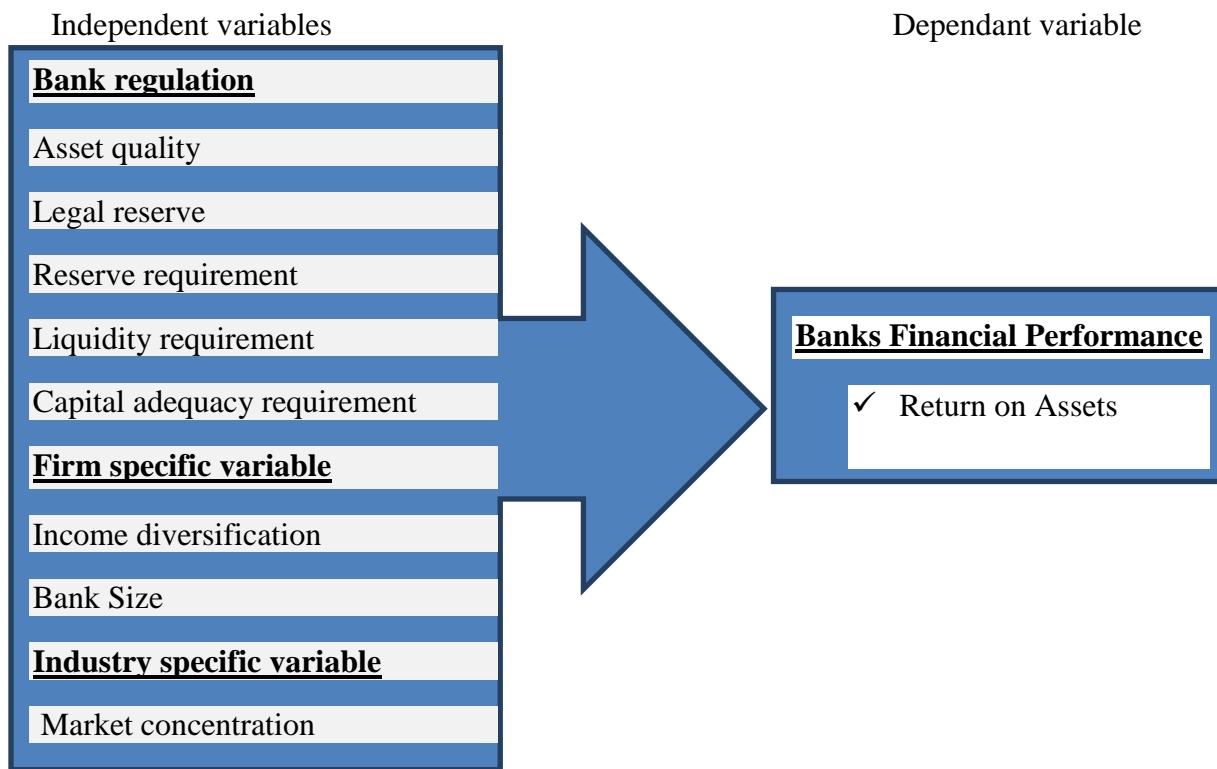 Independent variables
Dependant variable
Bank regulation
Asset quality
Legal reserve
Reserve requirement
Liquidity requirement
Capital adequacy requirement
Firm specific variable
Income diversification
Bank Size
Industry specific variable
Market concentration
Banks Financial Performance
✓ Return on Assets